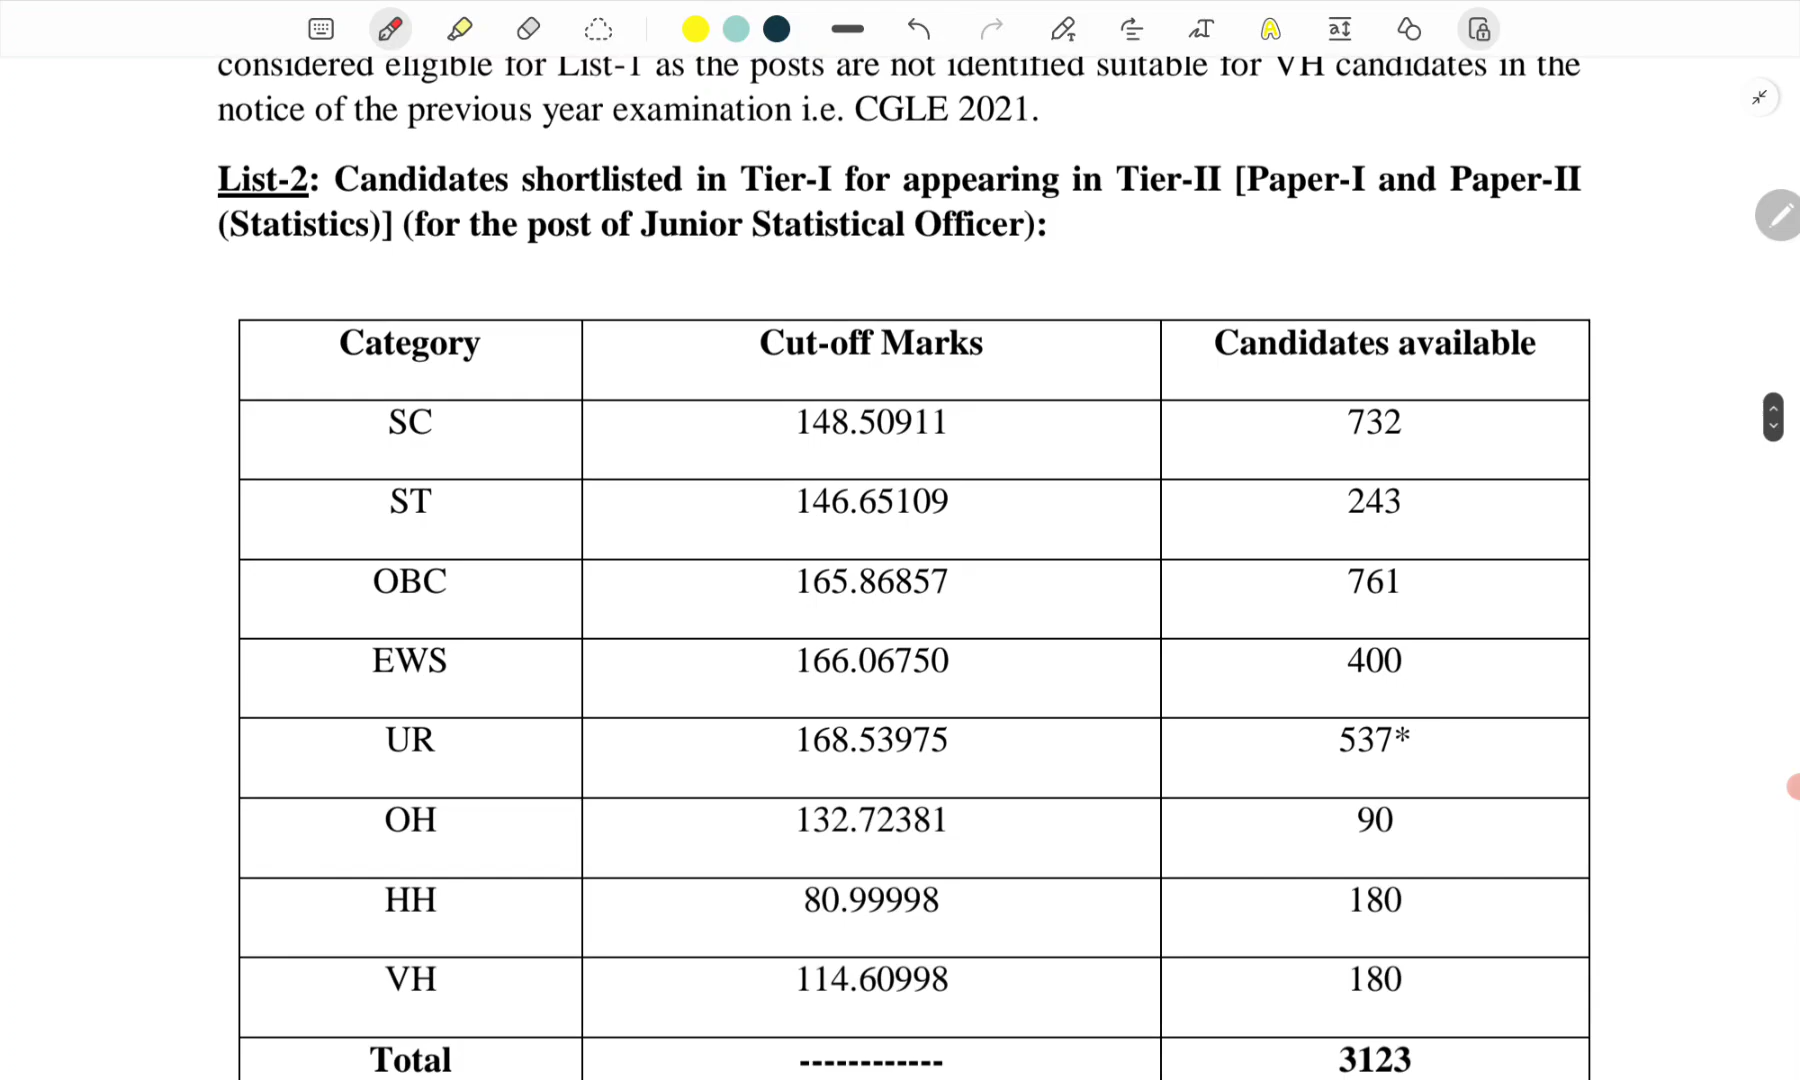 considered eligible for List-1 as the posts are not identified suitable for VH candidates in the
notice of the previous year examination i.e. CGLE 2021.
List-2: Candidates shortlisted in Tier-I for appearing in Tier-II [Paper-I and Paper-II
(Statistics)] (for the post of Junior Statistical Officer):
Category Cut-off Marks Candidates available
SC 148.50911 732
ST 146.65109 243
OBC 165.86857 761
EWS 166.06750 400
UR 168.53975 537*
OH 132.72381 90
HH 80.99998 180
VH 114.60998 180
Total ------------ 3123